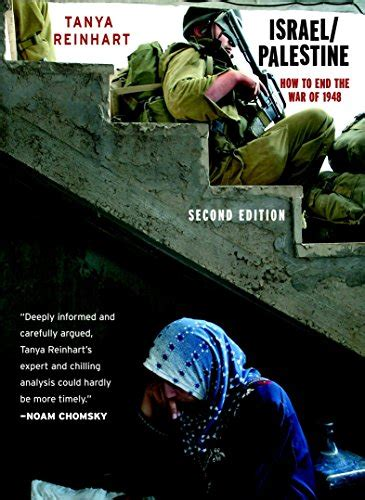 TANYA
REINHART
ISRAEL/
PALESTINE
HOW TO END THE
WAR OF 1948
SECOND EDITION
“Deeply informed and
carefully argued,
Tanya Reinhart’s
expert and chilling
analysis could hardly
be more timely.”
—NOAM CHOMSKY